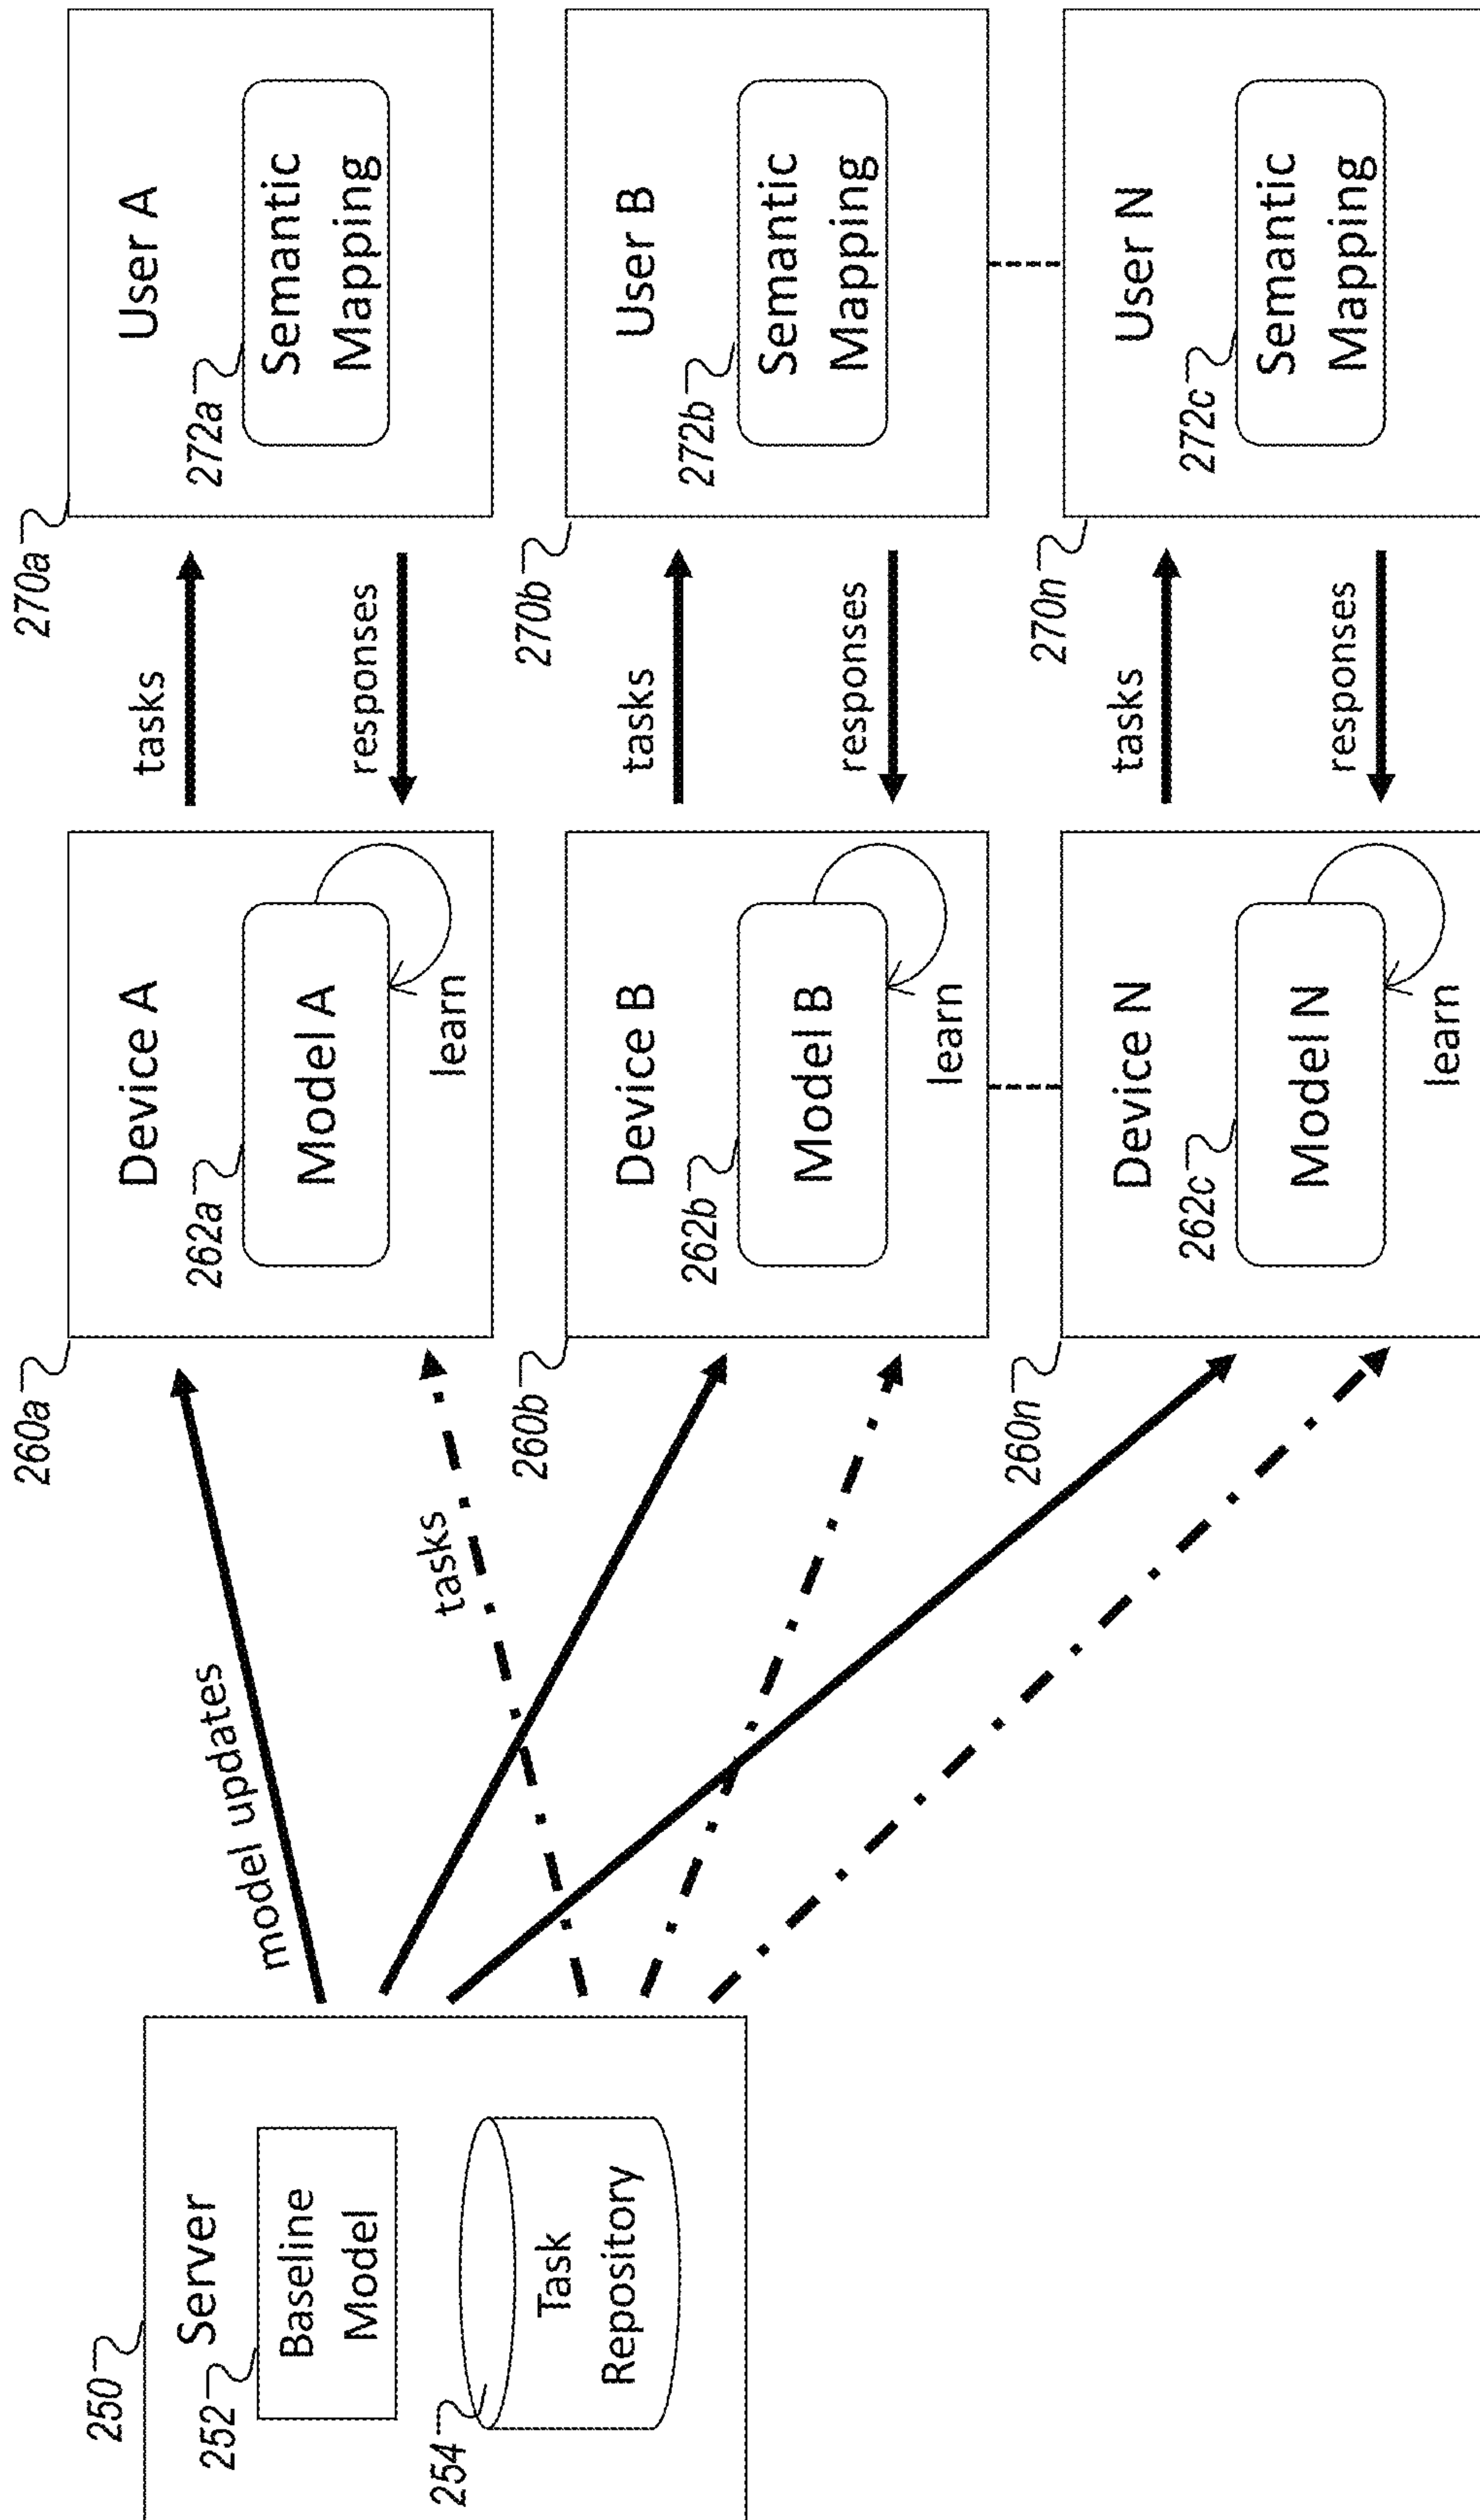 250
Server
252
Baseline
Model
254
Task
Repository
model updates
tasks
260a
Device A
262a
Model A
learn
tasks
responses
270a
User A
272a
Semantic
Mapping
260b
Device B
262b
Model B
learn
tasks
responses
270b
User B
272b
Semantic
Mapping
260n
Device N
262c
Model N
learn
tasks
responses
270n
User N
272c
Semantic
Mapping